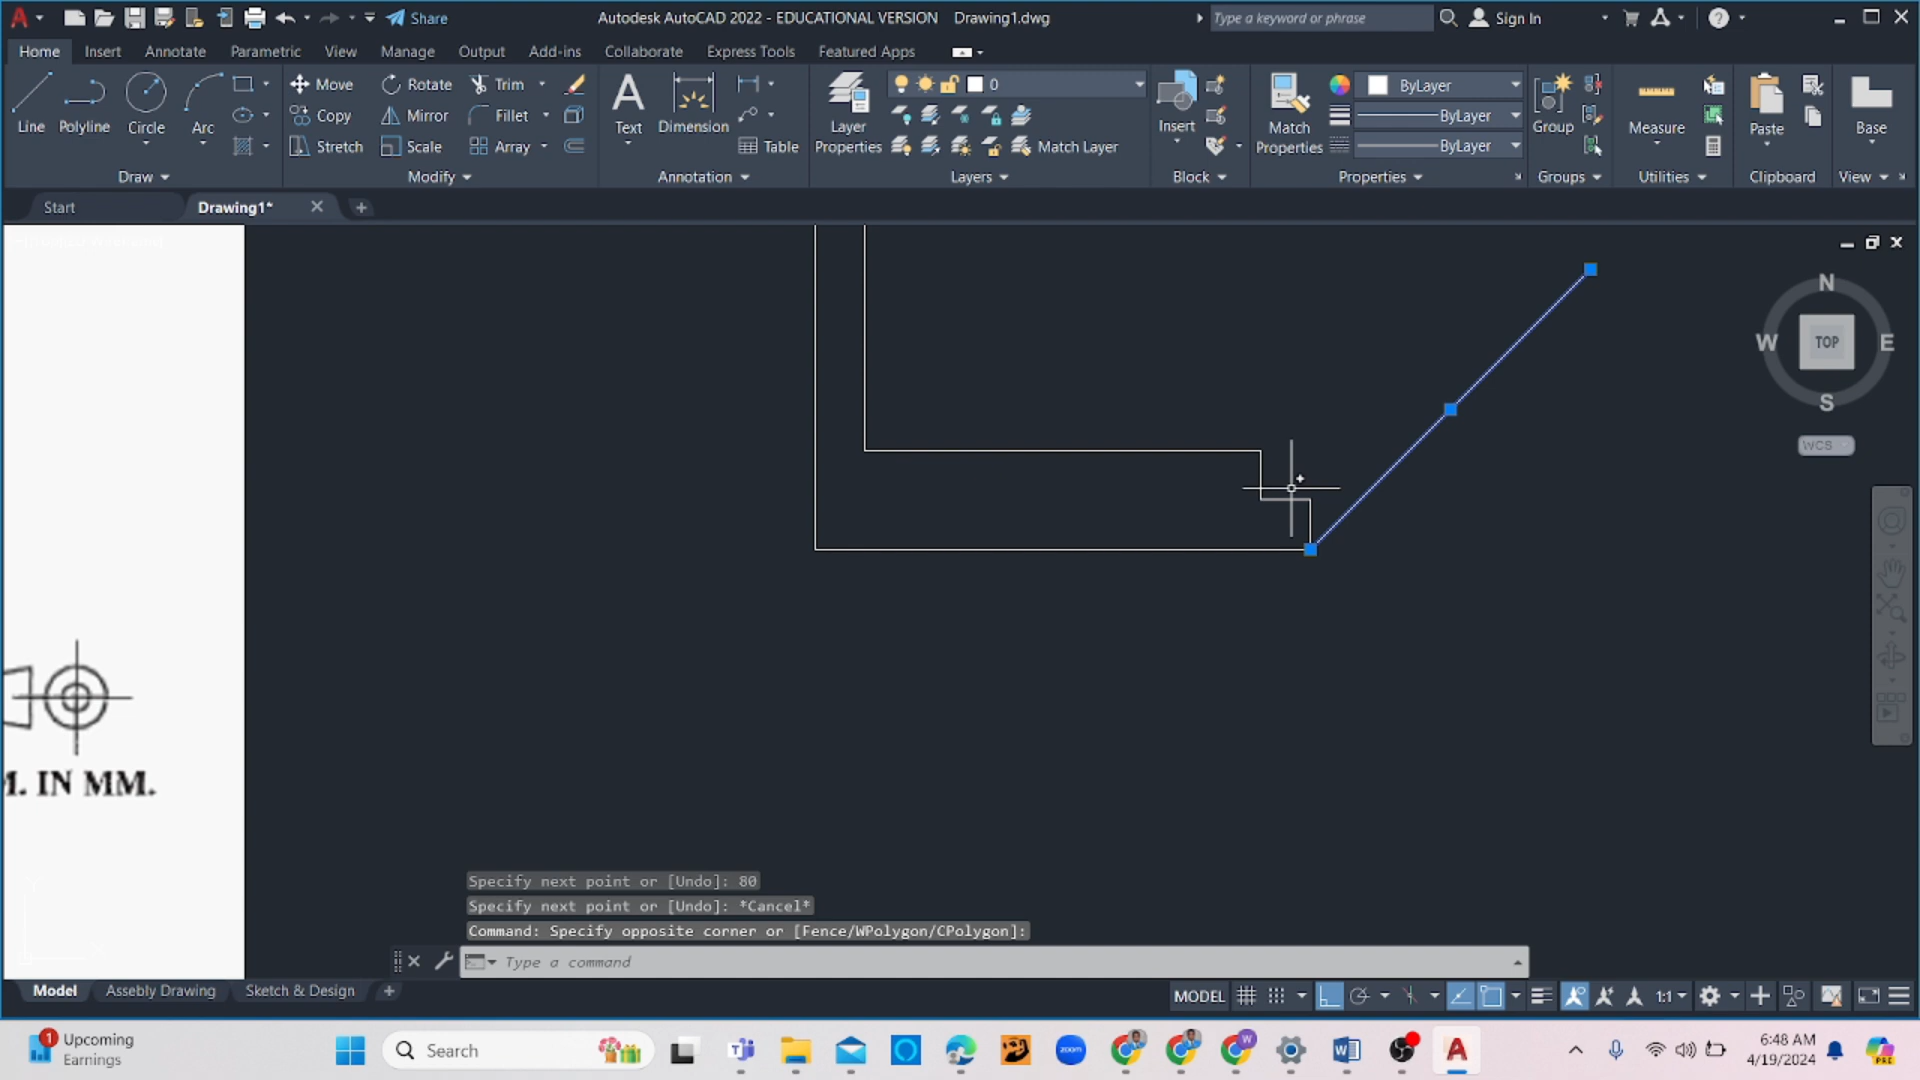 Share
Autodesk AutoCAD 2022 - EDUCATIONAL VERSION Drawing1.dwg
Type a keyword or phrase
Sign In
Home Insert Annotate Parametric View Manage Output Add-ins Collaborate Express Tools Featured Apps
Line Polyline Circle Arc
Move Rotate Trim
Copy Mirror Fillet
Stretch Scale Array
Text Dimension Table
Layer Properties
0
Match Layer
Insert
Match Properties
ByLayer
ByLayer
ByLayer
Group Measure Paste Base
Draw Modify Annotation Layers Block Properties Groups Utilities Clipboard View
Start Drawing1*
N
W TOP E
S
WCS
M. IN MM.
Specify next point or [Undo]: 80
Specify next point or [Undo]: *Cancel*
Command: Specify opposite corner or [Fence/WPolygon/CPolygon]:
Type a command
Model Assebly Drawing Sketch & Design
MODEL 1:1
1 Upcoming
Earnings
Search
zoom
W
6:48 AM
4/19/2024
PRE